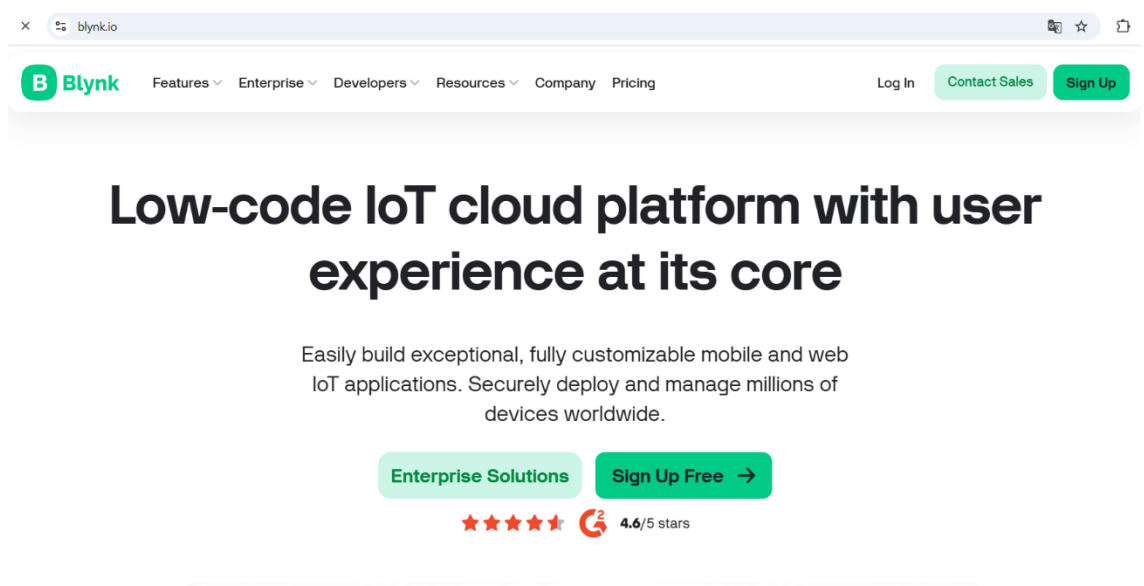 blynk.io
B Blynk Features Enterprise Developers Resources Company Pricing Log In Contact Sales Sign Up
Low-code IoT cloud platform with user
experience at its core
Easily build exceptional, fully customizable mobile and web
IoT applications. Securely deploy and manage millions of
devices worldwide.
Enterprise Solutions Sign Up Free →
G2 4.6/5 stars